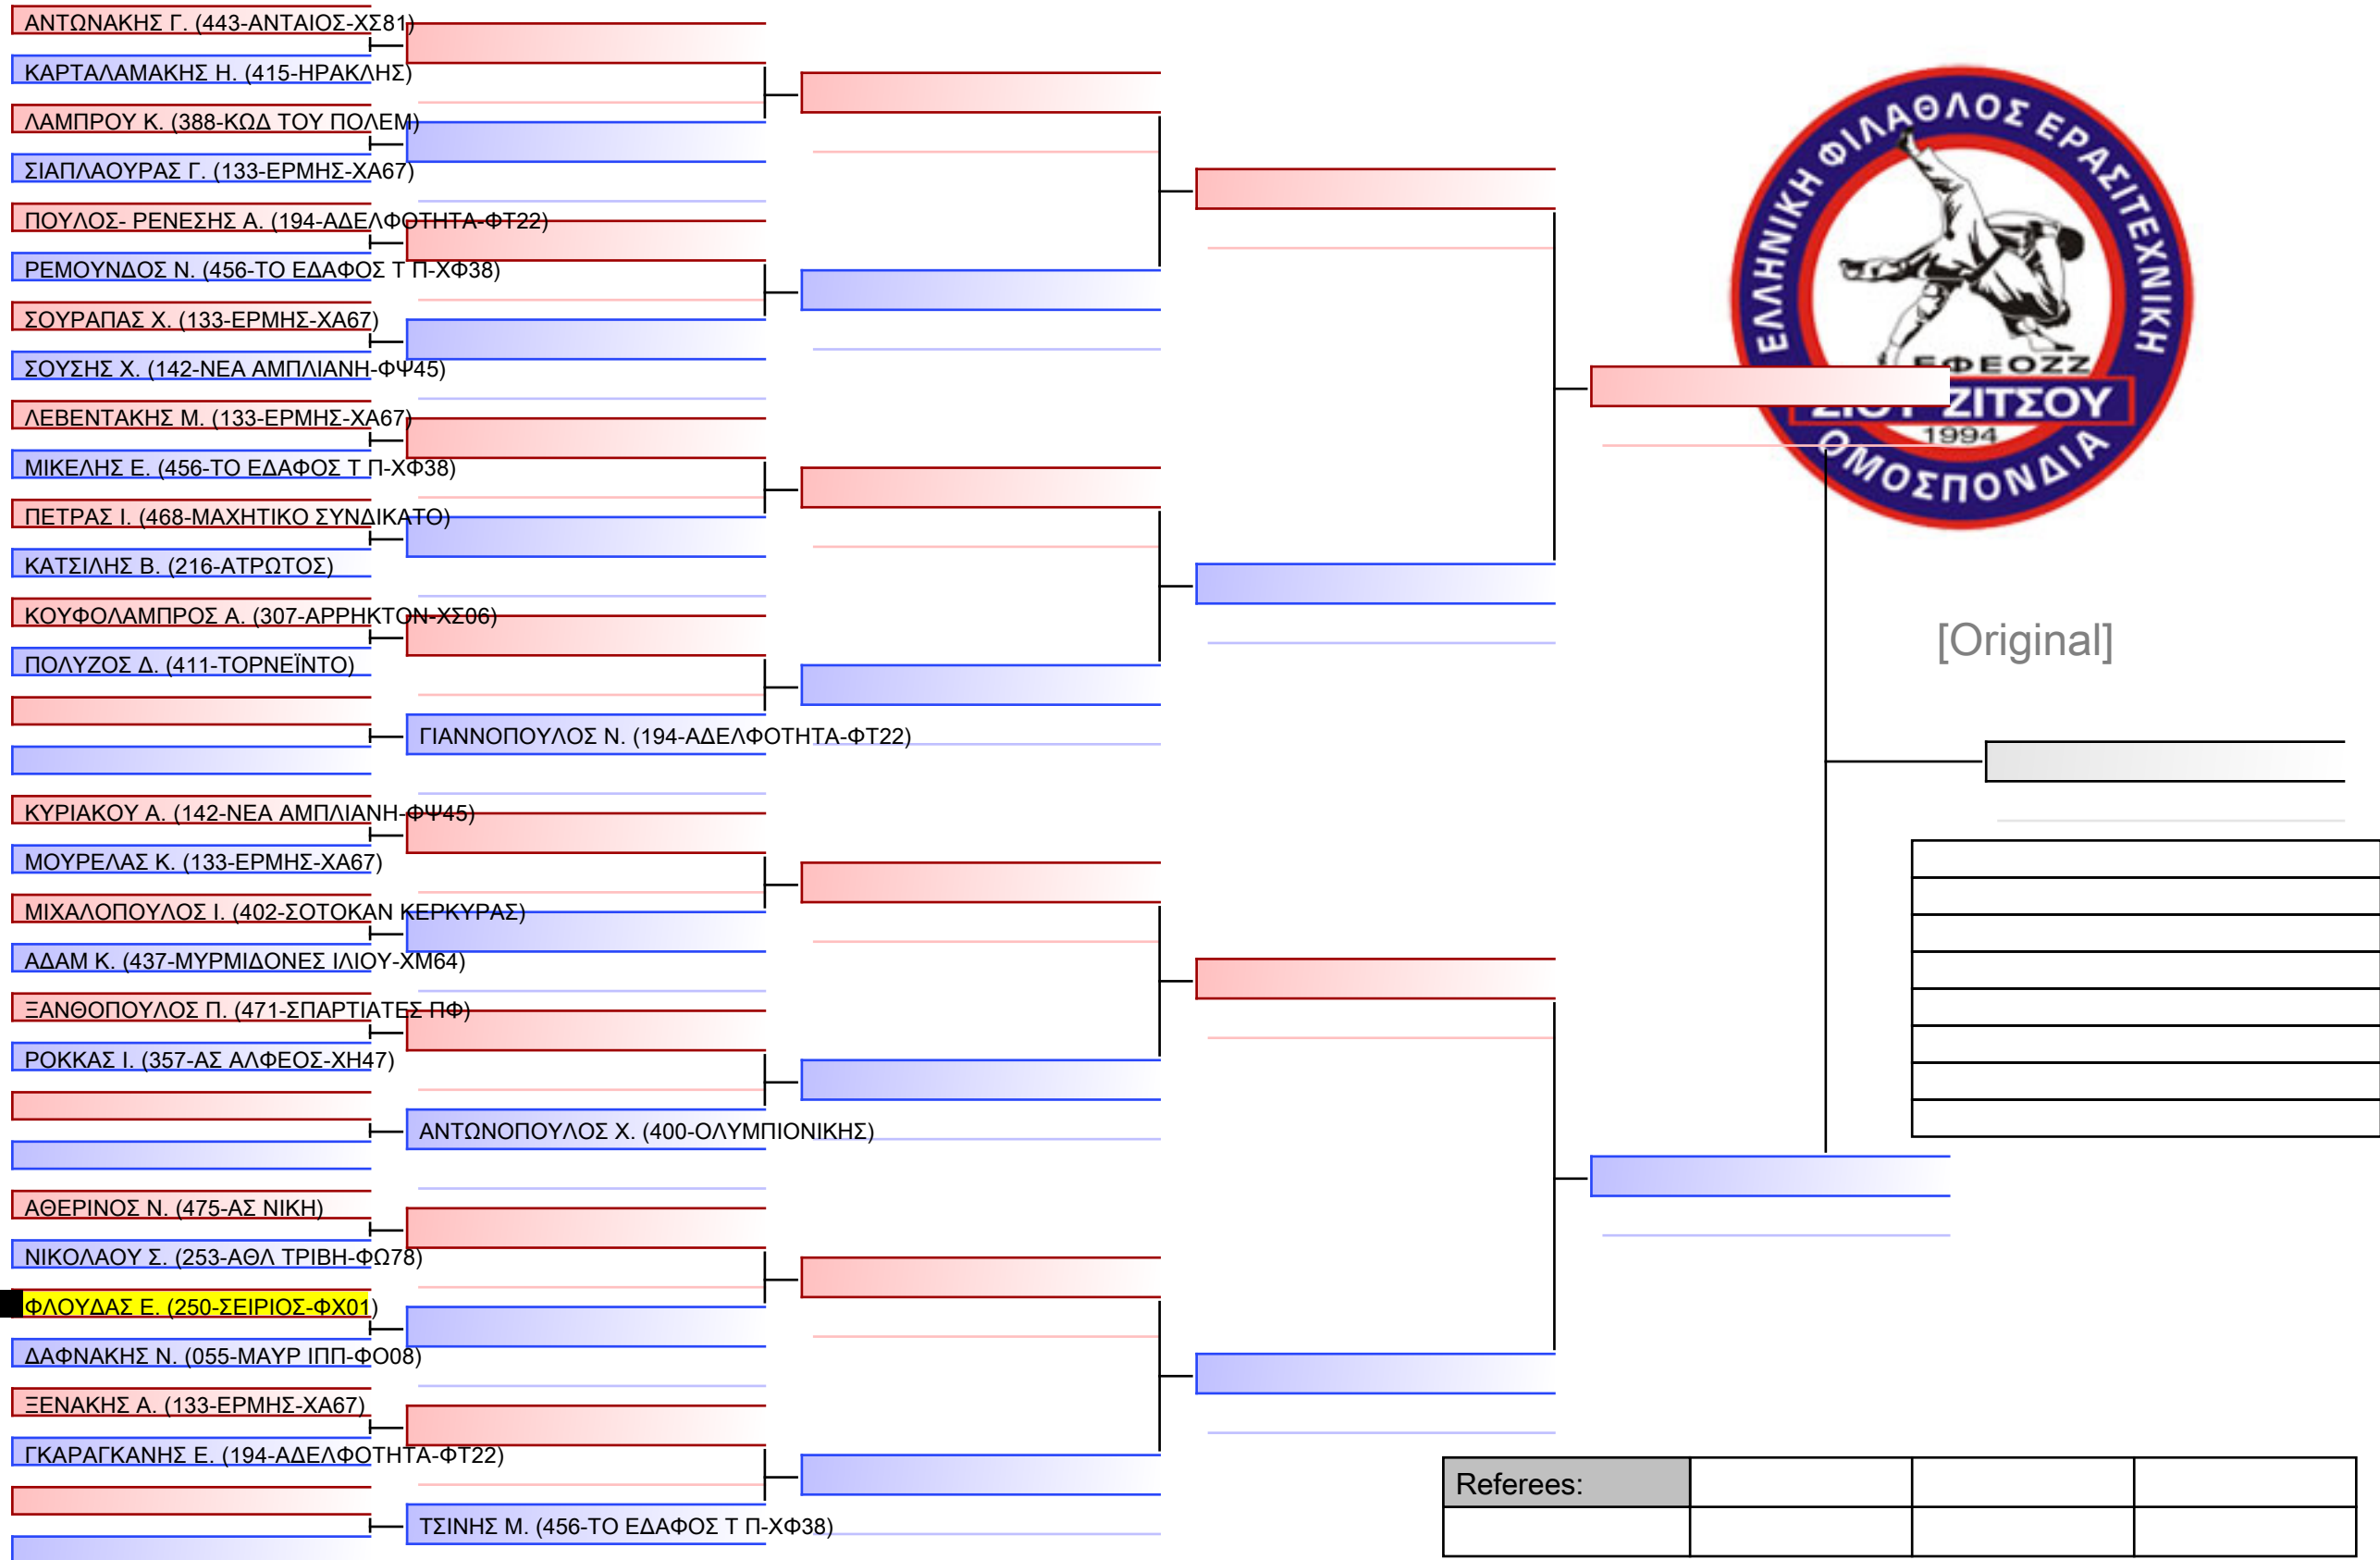 ΑΝΤΩΝΑΚΗΣ Γ. (443-ΑΝΤΑΙΟΣ-ΧΣ81)
ΚΑΡΤΑΛΑΜΑΚΗΣ Η. (415-ΗΡΑΚΛΗΣ)
ΛΑΜΠΡΟΥ Κ. (388-ΚΩΔ ΤΟΥ ΠΟΛΕΜ)
ΣΙΑΠΛΑΟΥΡΑΣ Γ. (133-ΕΡΜΗΣ-ΧΑ67)
ΠΟΥΛΟΣ- ΡΕΝΕΣΗΣ Α. (194-ΑΔΕΛΦΟΤΗΤΑ-ΦΤ22)
ΡΕΜΟΥΝΔΟΣ Ν. (456-ΤΟ ΕΔΑΦΟΣ Τ Π-ΧΦ38)
ΣΟΥΡΑΠΑΣ Χ. (133-ΕΡΜΗΣ-ΧΑ67)
ΣΟΥΣΗΣ Χ. (142-ΝΕΑ ΑΜΠΛΙΑΝΗ-ΦΨ45)
ΛΕΒΕΝΤΑΚΗΣ Μ. (133-ΕΡΜΗΣ-ΧΑ67)
ΜΙΚΕΛΗΣ Ε. (456-ΤΟ ΕΔΑΦΟΣ Τ Π-ΧΦ38)
ΠΕΤΡΑΣ Ι. (468-ΜΑΧΗΤΙΚΟ ΣΥΝΔΙΚΑΤΟ)
ΚΑΤΣΙΛΗΣ Β. (216-ΑΤΡΩΤΟΣ)
ΚΟΥΦΟΛΑΜΠΡΟΣ Α. (307-ΑΡΡΗΚΤΟΝ-ΧΣ06)
ΠΟΛΥΖΟΣ Δ. (411-ΤΟΡΝΕΪΝΤΟ)
ΓΙΑΝΝΟΠΟΥΛΟΣ Ν. (194-ΑΔΕΛΦΟΤΗΤΑ-ΦΤ22)
ΚΥΡΙΑΚΟΥ Α. (142-ΝΕΑ ΑΜΠΛΙΑΝΗ-ΦΨ45)
ΜΟΥΡΕΛΑΣ Κ. (133-ΕΡΜΗΣ-ΧΑ67)
ΜΙΧΑΛΟΠΟΥΛΟΣ Ι. (402-ΣΟΤΟΚΑΝ ΚΕΡΚΥΡΑΣ)
ΑΔΑΜ Κ. (437-ΜΥΡΜΙΔΟΝΕΣ ΙΛΙΟΥ-ΧΜ64)
ΞΑΝΘΟΠΟΥΛΟΣ Π. (471-ΣΠΑΡΤΙΑΤΕΣ ΠΦ)
ΡΟΚΚΑΣ Ι. (357-ΑΣ ΑΛΦΕΟΣ-ΧΗ47)
ΑΝΤΩΝΟΠΟΥΛΟΣ Χ. (400-ΟΛΥΜΠΙΟΝΙΚΗΣ)
ΑΘΕΡΙΝΟΣ Ν. (475-ΑΣ ΝΙΚΗ)
ΝΙΚΟΛΑΟΥ Σ. (253-ΑΘΛ ΤΡΙΒΗ-ΦΩ78)
ΦΛΟΥΔΑΣ Ε. (250-ΣΕΙΡΙΟΣ-ΦΧ01)
ΔΑΦΝΑΚΗΣ Ν. (055-ΜΑΥΡ ΙΠΠ-ΦΟ08)
ΞΕΝΑΚΗΣ Α. (133-ΕΡΜΗΣ-ΧΑ67)
ΓΚΑΡΑΓΚΑΝΗΣ Ε. (194-ΑΔΕΛΦΟΤΗΤΑ-ΦΤ22)
ΤΣΙΝΗΣ Μ. (456-ΤΟ ΕΔΑΦΟΣ Τ Π-ΧΦ38)
ΕΛΛΗΝΙΚΗ ΦΙΛΑΘΛΟΣ ΕΡΑΣΙΤΕΧΝΙΚΗ
ΕΦΕΟΖΖ
ΖΙΟΥ ΖΙΤΣΟΥ
1994
ΟΜΟΣΠΟΝΔΙΑ
[Original]
Referees: